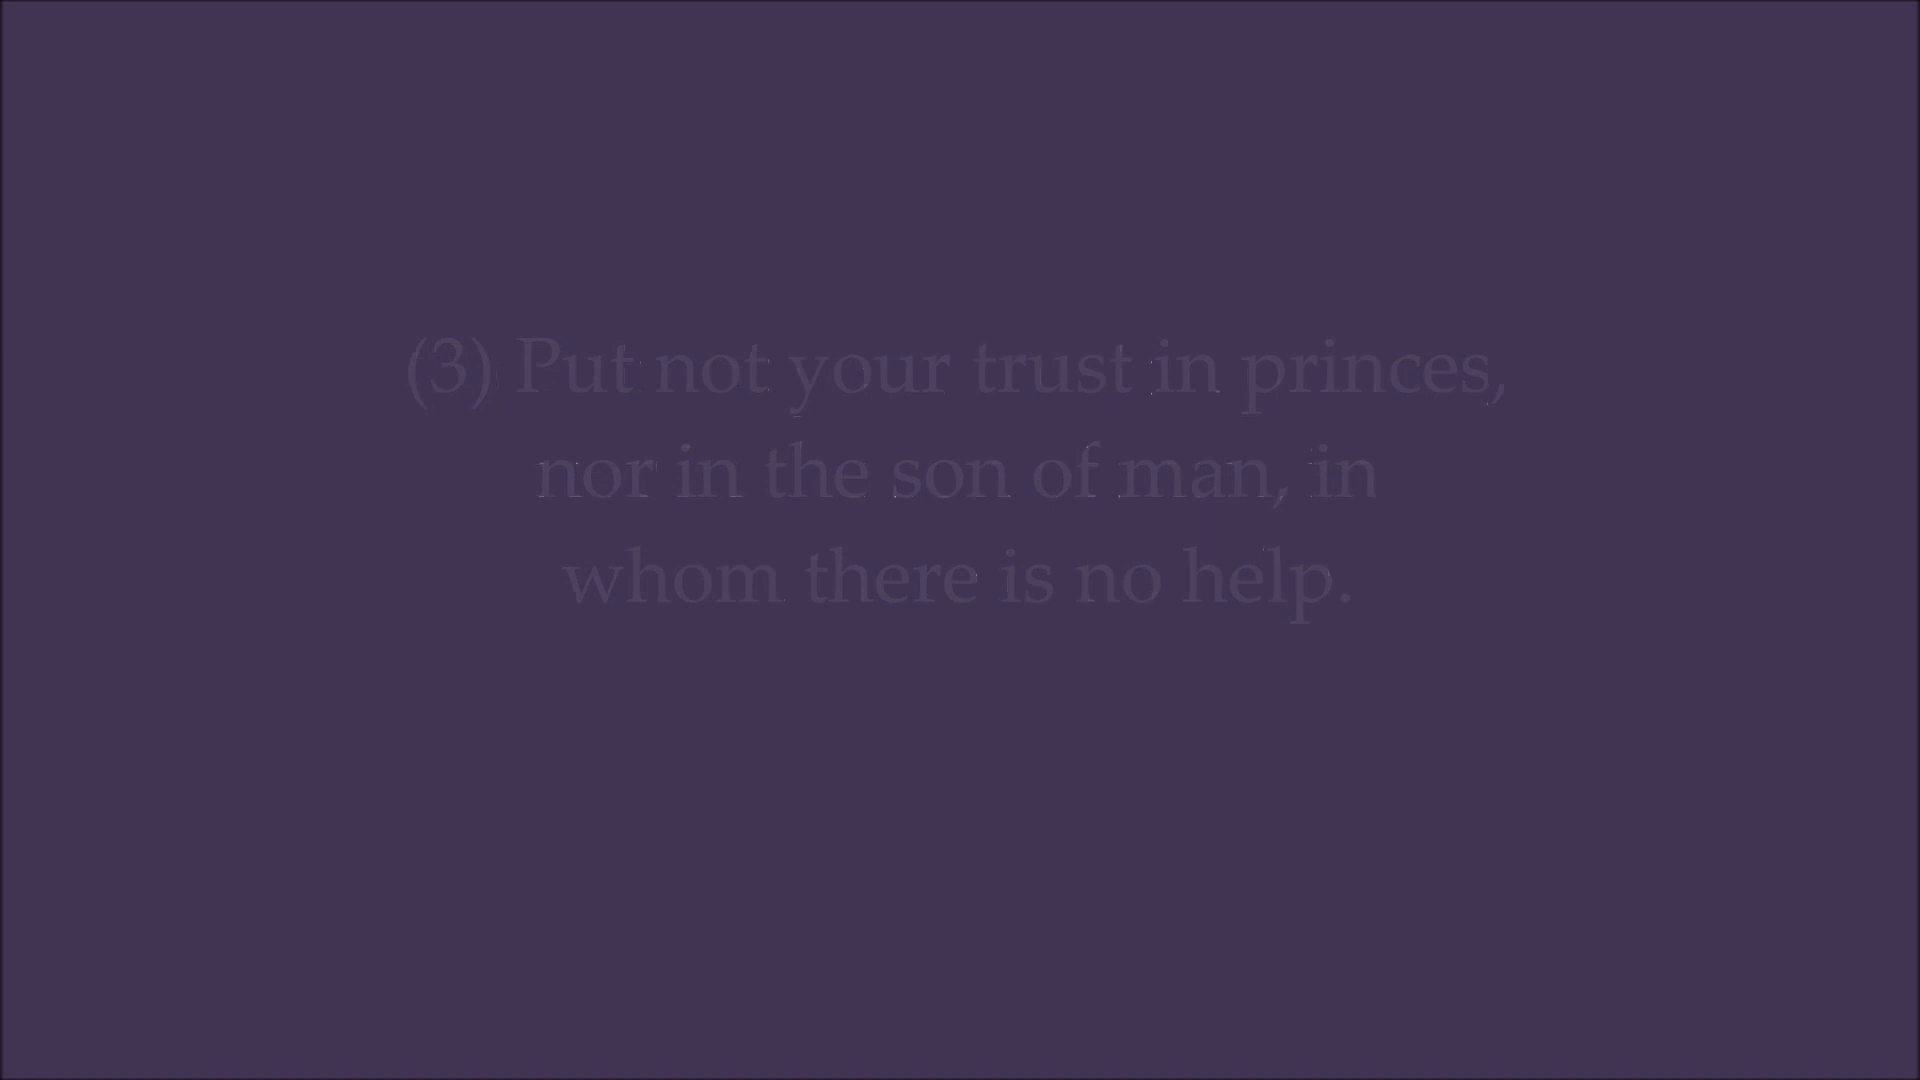 (3) Put not your trust in princes,
nor in the son of man, in
whom there is no help.